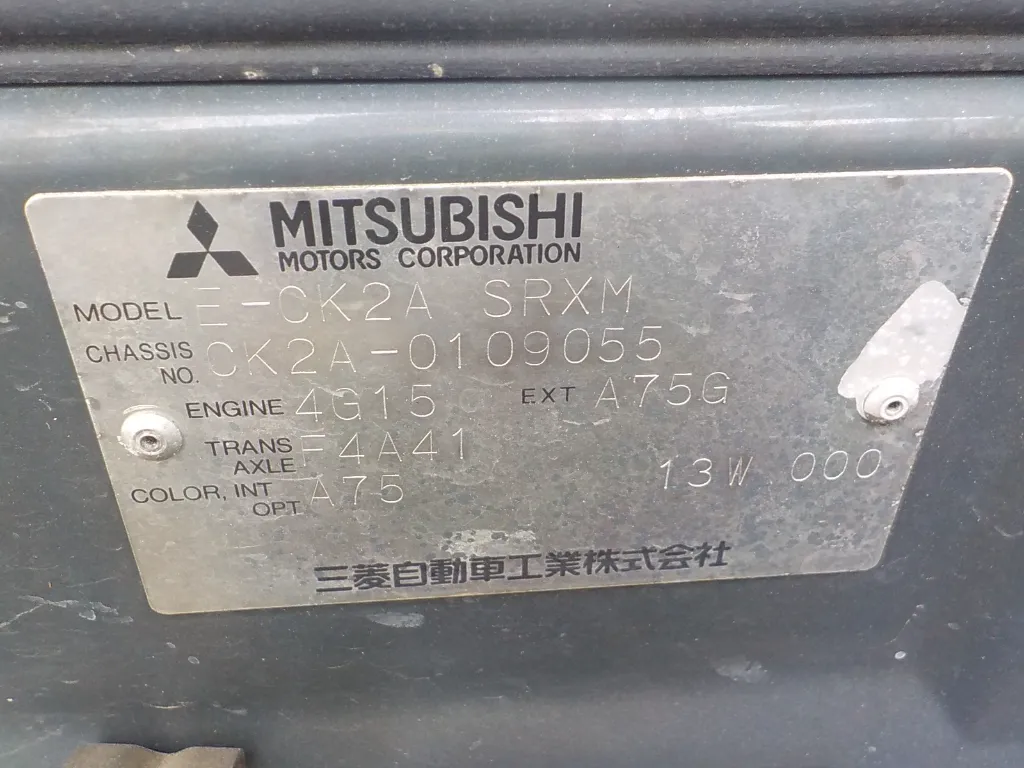 MITSUBISHI
MOTORS CORPORATION
MODEL E-CK2A SRXM
CHASSIS NO. CK2A-0109055
ENGINE 4G15 EXT A75G
TRANS AXLE F4A41
COLOR, INT OPT A75 13W 000
三菱自動車工業株式会社